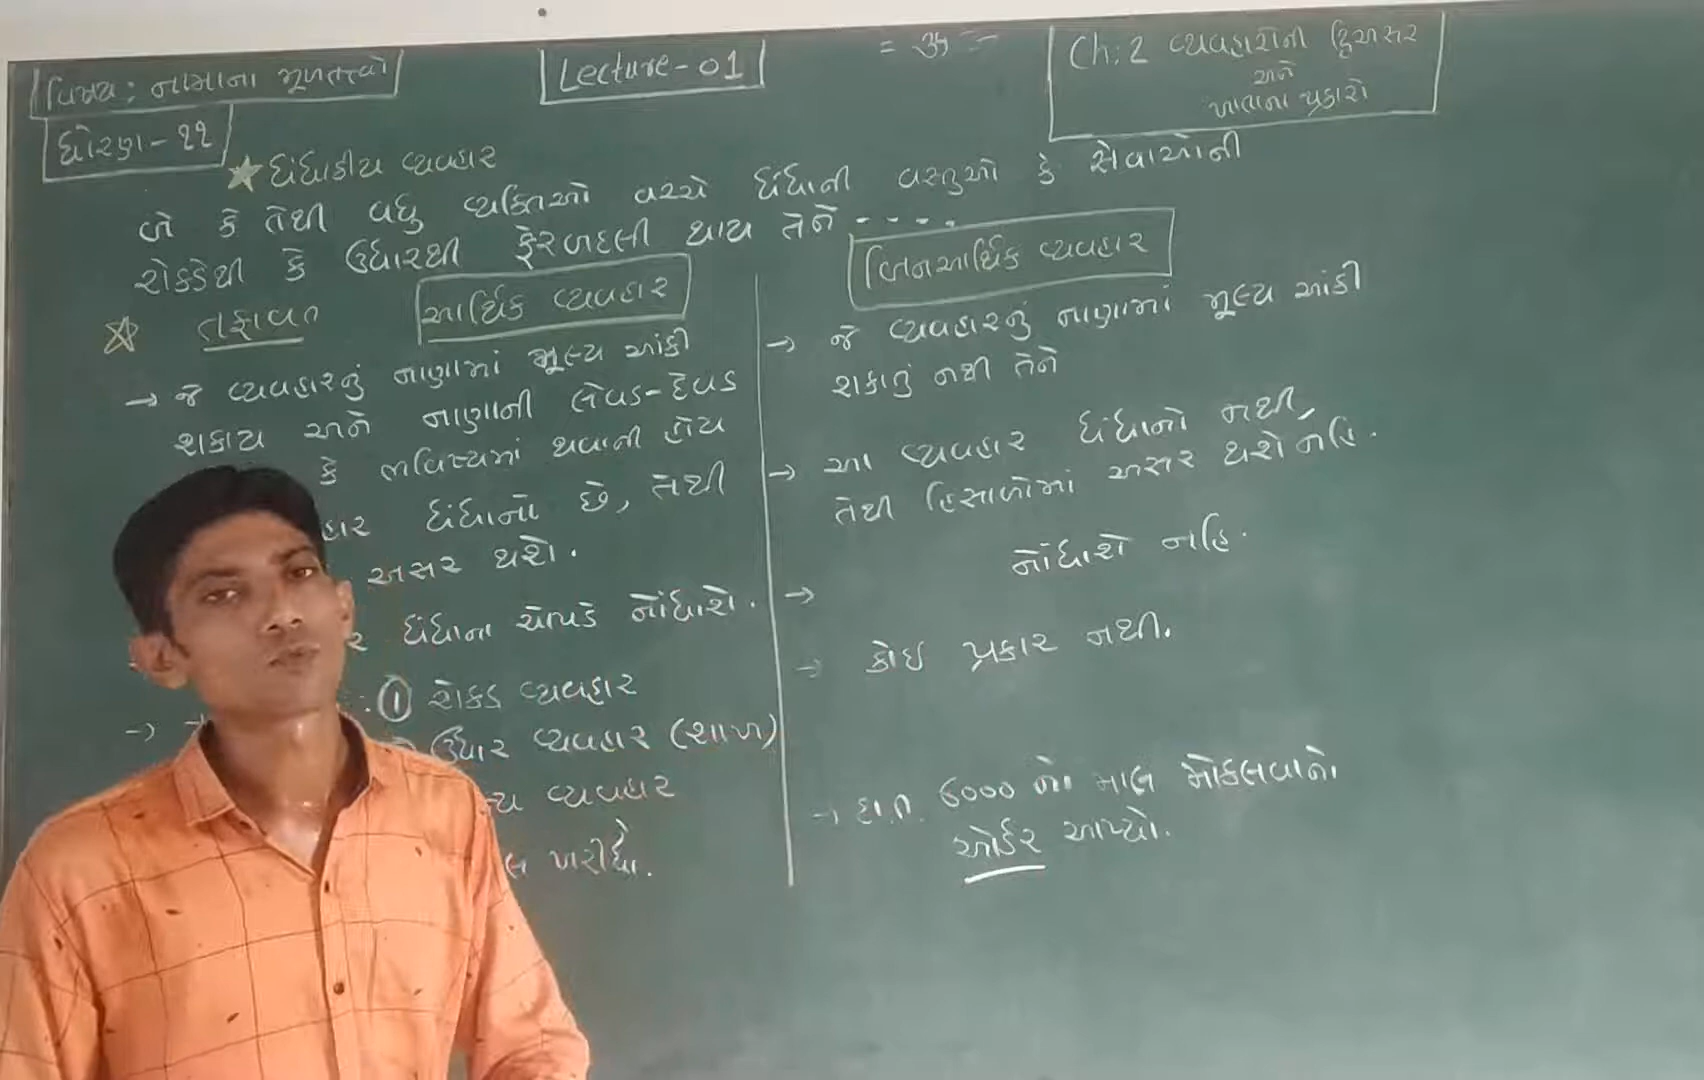 વિષય : નામાના મૂળતત્ત્વો
Lecture - 01
= ૐ =
Ch: 2 વ્યવહારોની દ્વિઅસર
અને
ખાતાના પ્રકારો
ધોરણ - ૧૧
★ ધંધાકીય વ્યવહાર
બે કે તેથી વધુ વ્યક્તિઓ વચ્ચે ધંધાની વસ્તુઓ કે સેવાઓની
રોકડેથી કે ઉધારથી ફેરબદલી થાય તેને - - - -
☆ તફાવત
આર્થિક વ્યવહાર
→ જે વ્યવહારનું નાણામાં મૂલ્ય આંકી
શકાય અને નાણાની લેવડ-દેવડ
કે ભવિષ્યમાં થવાની હોય
હાર ધંધાનો છે, તેથી
અસર થશે.
ર ધંધાના ચોપડે નોંધાશે.
→ ① રોકડ વ્યવહાર
ઉધાર વ્યવહાર (શાખ)
વ્યવહાર
લ ખરીદ્યો.
બિનઆર્થિક વ્યવહાર
→ જે વ્યવહારનું નાણામાં મૂલ્ય આંકી
શકાતું નથી તેને
→ આ વ્યવહાર ધંધાનો નથી,
તેથી હિસાબોમાં અસર થશે નહિ.
→ નોંધાશે નહિ.
→ કોઇ પ્રકાર નથી.
→ દા.ત. 6000 નો માલ મોકલવાનો
ઓર્ડર આપ્યો.